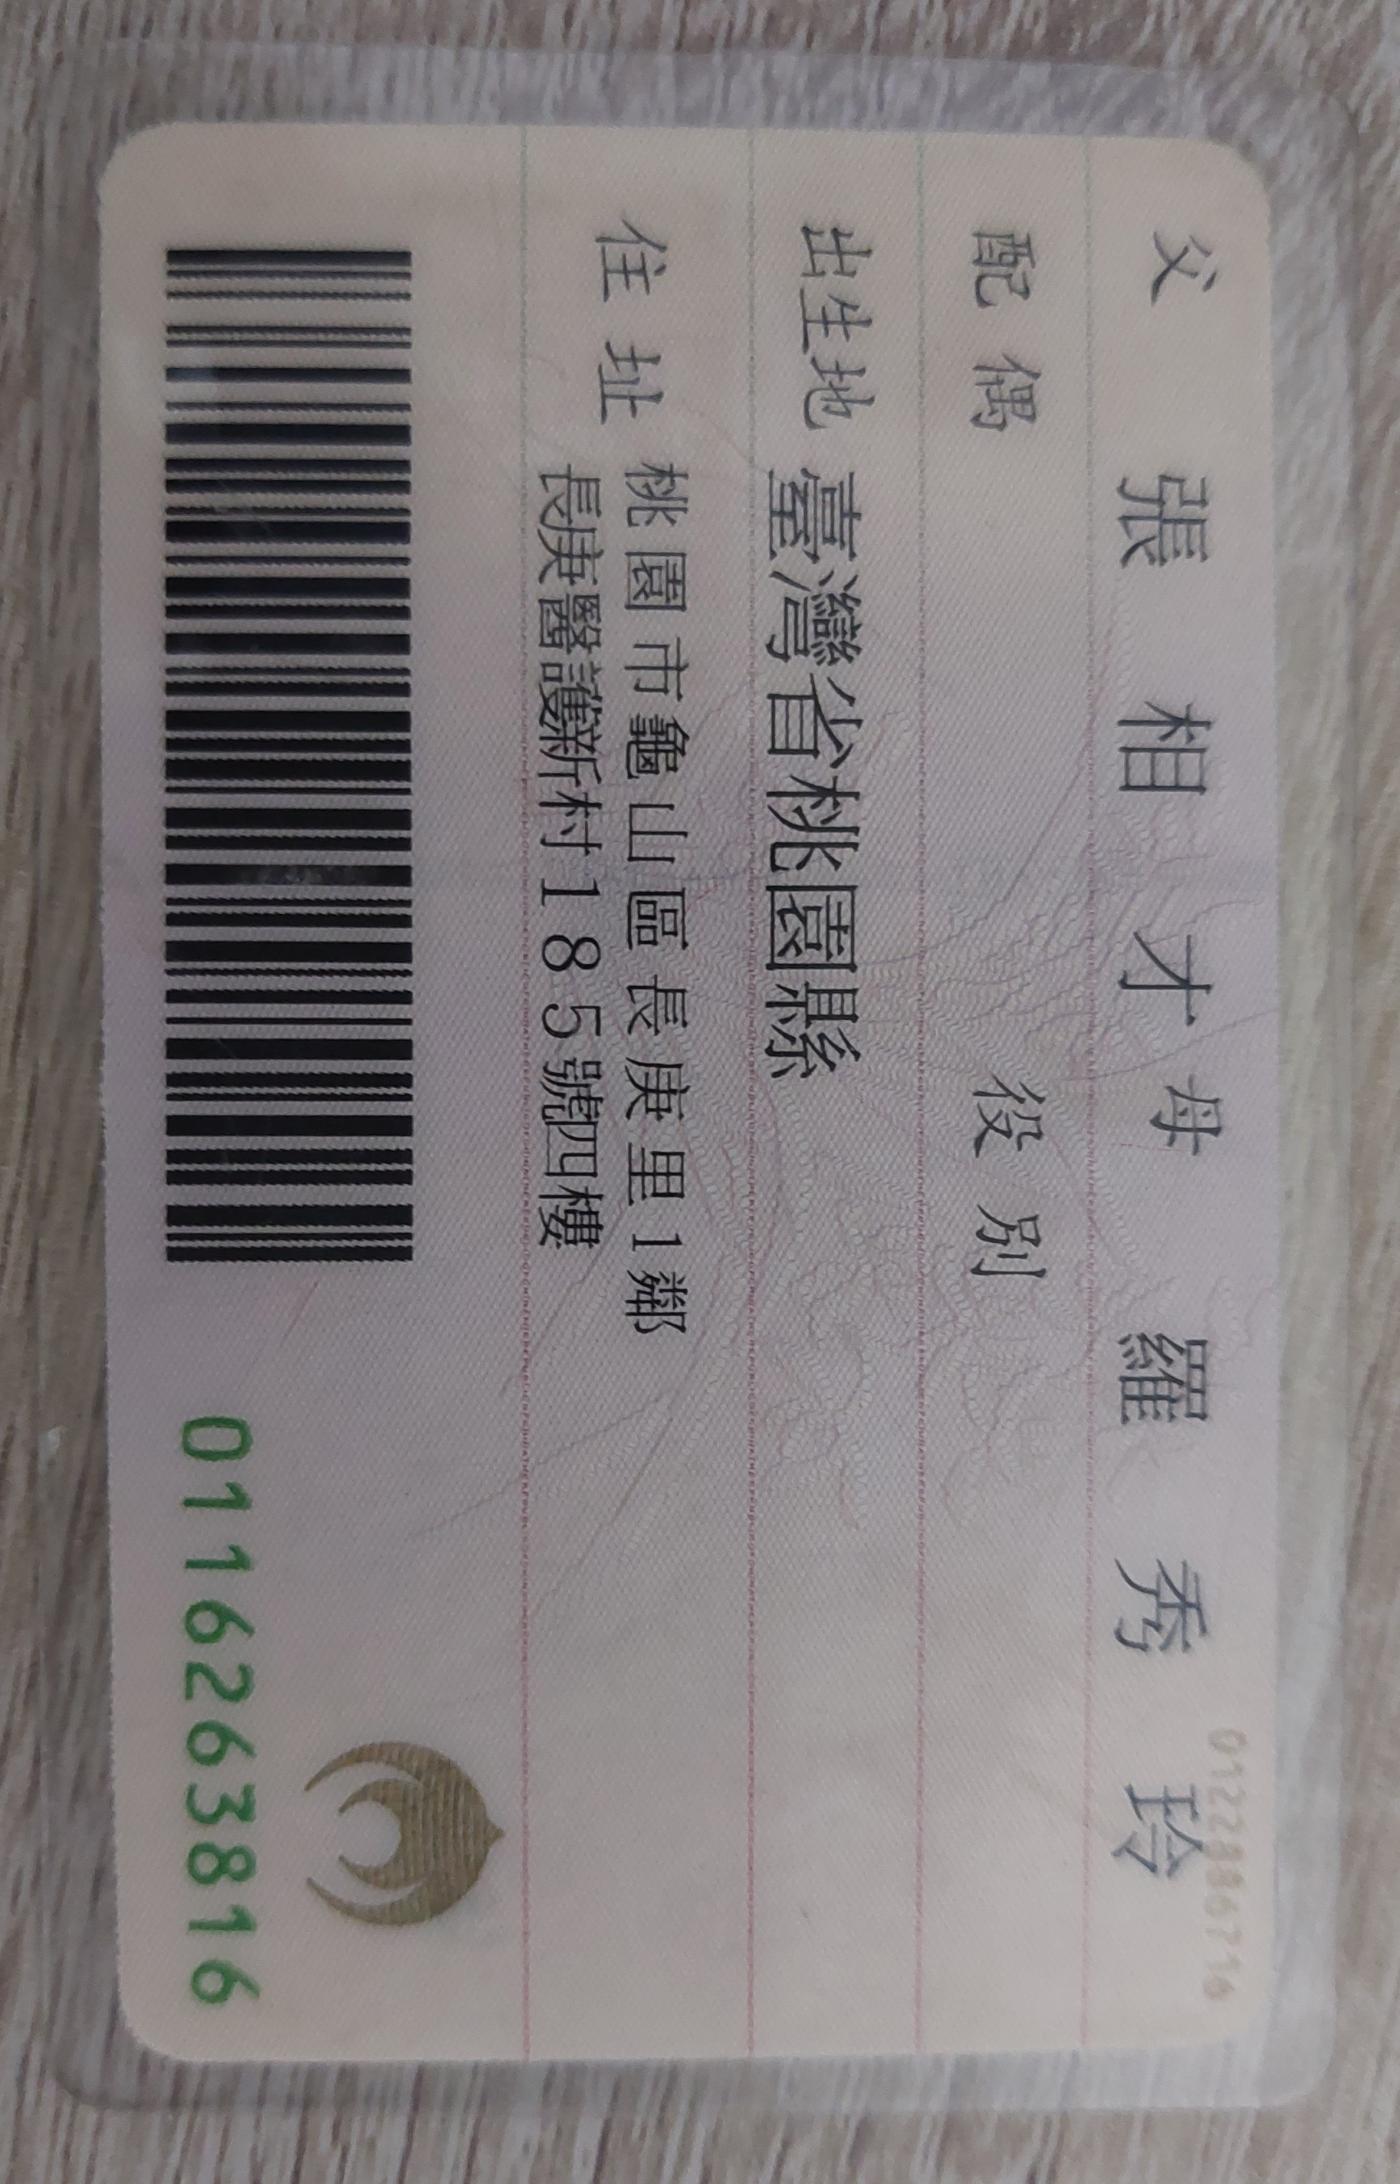 0122886716
父 張相才 母 羅秀玲
配偶 役別
出生地 臺灣省桃園縣
住址 桃園市龜山區長庚里1鄰
長庚醫護新村185號四樓
0116263816